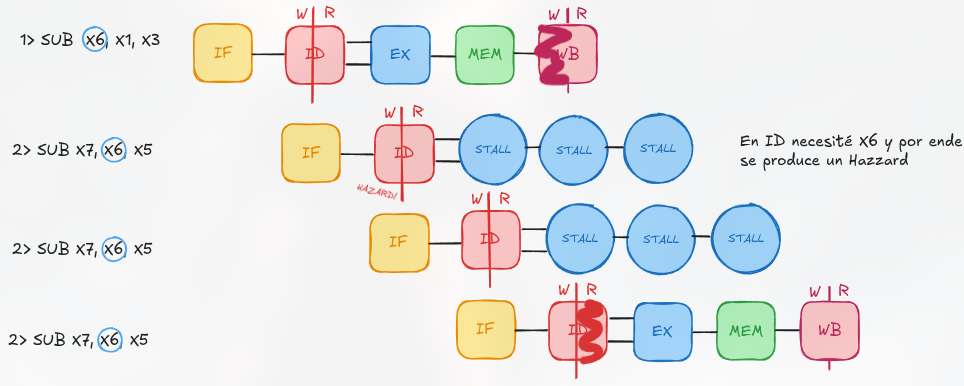 W R
1> SUB x6, x1, x3 IF ID EX MEM WB
W R
W R
2> SUB x7, x6, x5 IF ID STALL STALL STALL
HAZARD!
En ID necesité x6 y por ende
se produce un Hazzard
W R
2> SUB x7, x6, x5 IF ID STALL STALL STALL
W R
W R
2> SUB x7, x6, x5 IF ID EX MEM WB